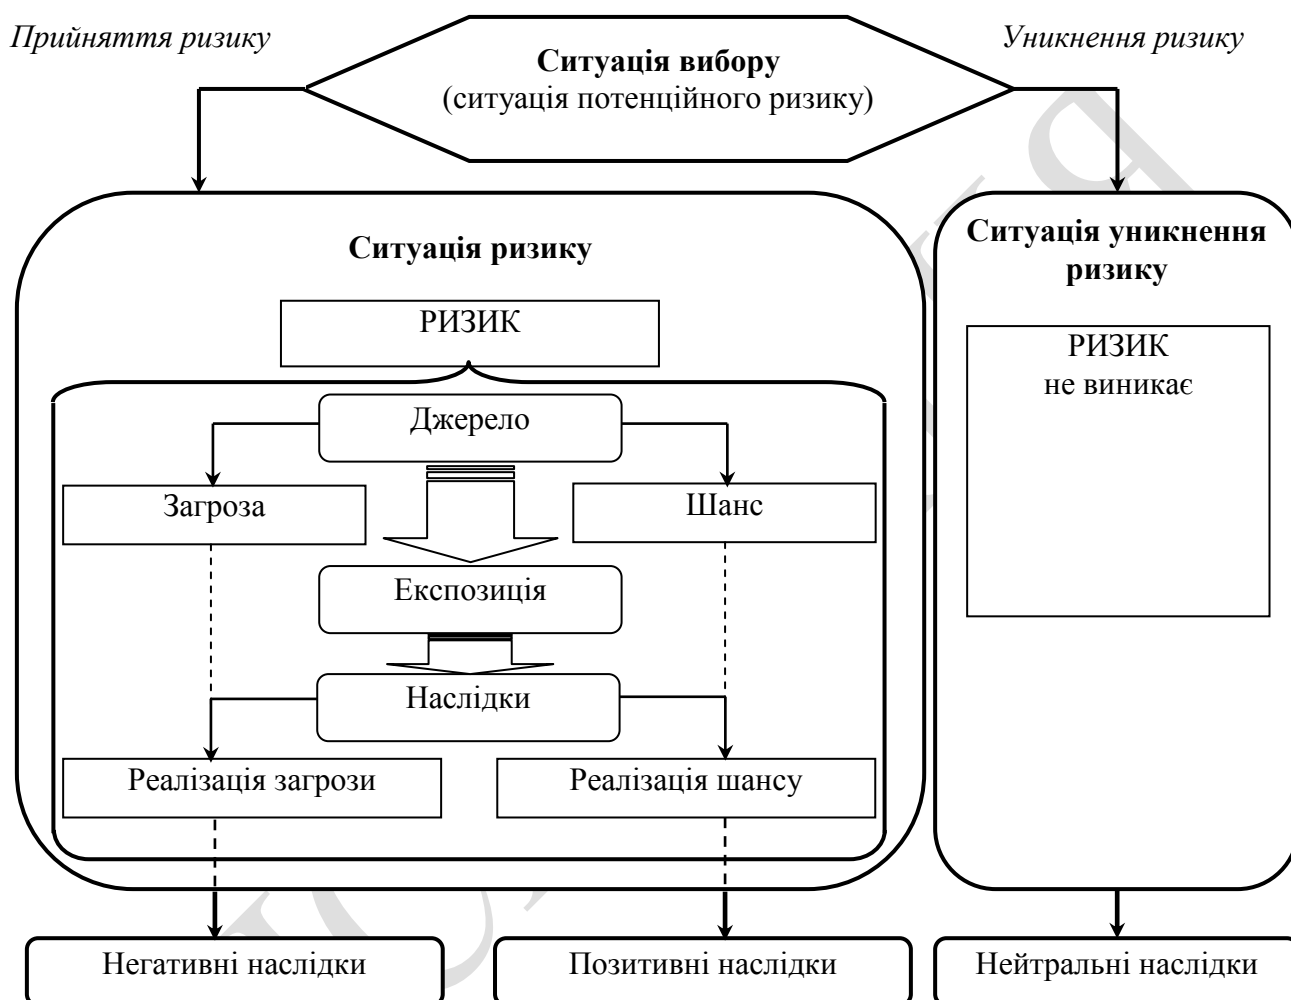 Прийняття ризику
Уникнення ризику
Ситуація вибору
(ситуація потенційного ризику)
Ситуація ризику
Ситуація уникнення
ризику
РИЗИК
РИЗИК
не виникає
Джерело
Загроза
Шанс
Експозиція
Наслідки
Реалізація загрози
Реалізація шансу
Негативні наслідки
Позитивні наслідки
Нейтральні наслідки